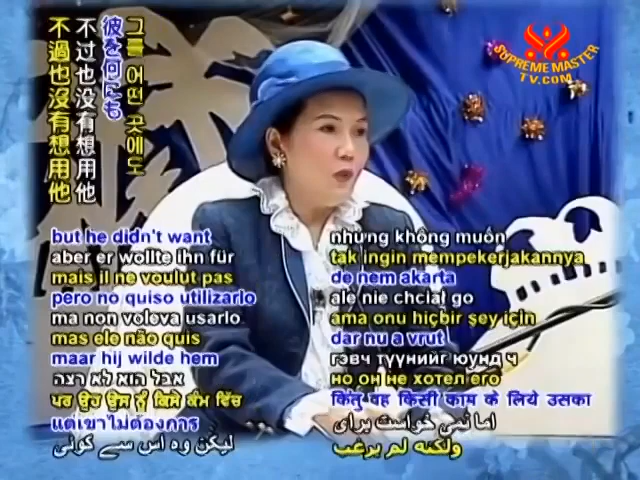 SUPREME MASTER
TV.COM
그를 어떤 곳에도
彼を何にも
不过也没有想用他
不過也沒有想用他
but he didn't want
aber er wollte ihn für
mais il ne voulut pas
pero no quiso utilizarlo
ma non voleva usarlo
mas ele não quis
maar hij wilde hem
אבל הוא לא רצה
ਪਰ ਉਹ ਉਸ ਨੂੰ ਕਿਸੇ ਕੰਮ ਵਿੱਚ
แต่เขาไม่ต้องการ
لیکن وہ اس سے کوئی
nhưng không muốn
tak ingin mempekerjakannya
de nem akarta
ale nie chciał go
ama onu hiçbir şey için
dar nu a vrut
гэвч түүнийг юунд ч
но он не хотел его
किंतु वह किसी काम के लिये उसका
اما نمی خواست برای
ولكنه لم يرغب